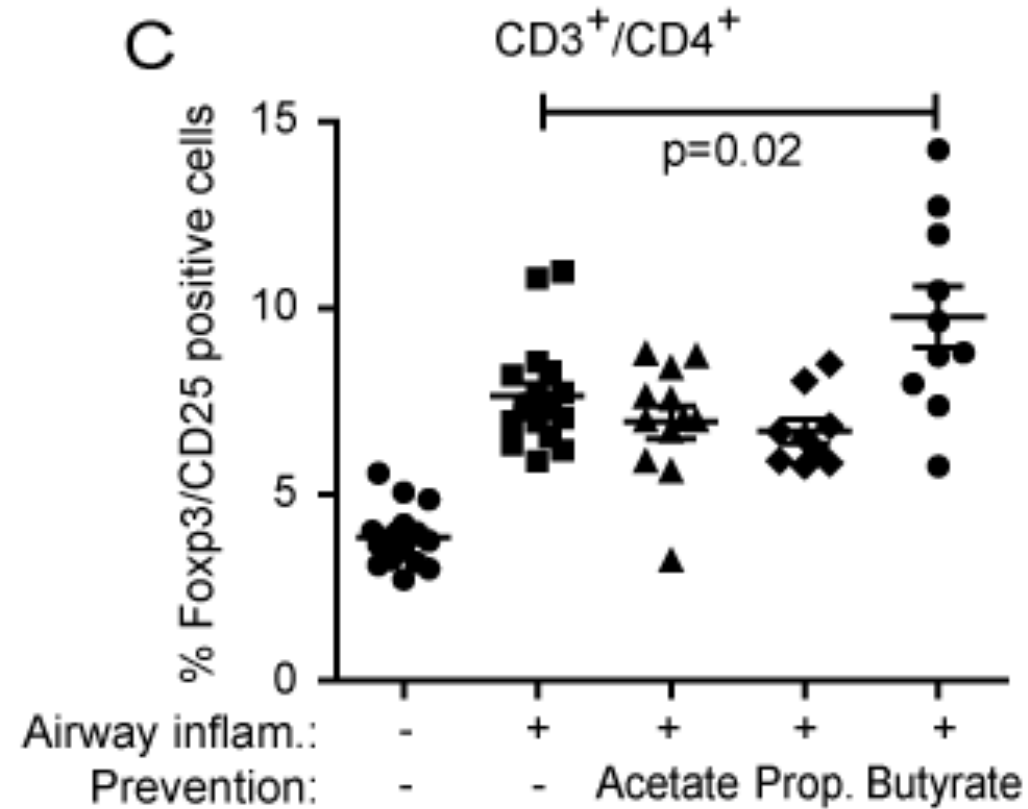 C
CD3⁺/CD4⁺
% Foxp3/CD25 positive cells
15
10
5
0
p=0.02
Airway inflam.: - + + + +
Prevention: - - Acetate Prop. Butyrate